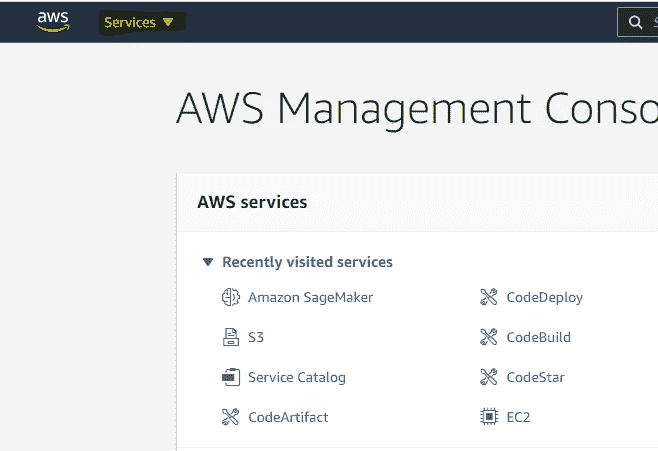 aws
Services
AWS Management Conso
AWS services
Recently visited services
Amazon SageMaker
CodeDeploy
S3
CodeBuild
Service Catalog
CodeStar
CodeArtifact
EC2